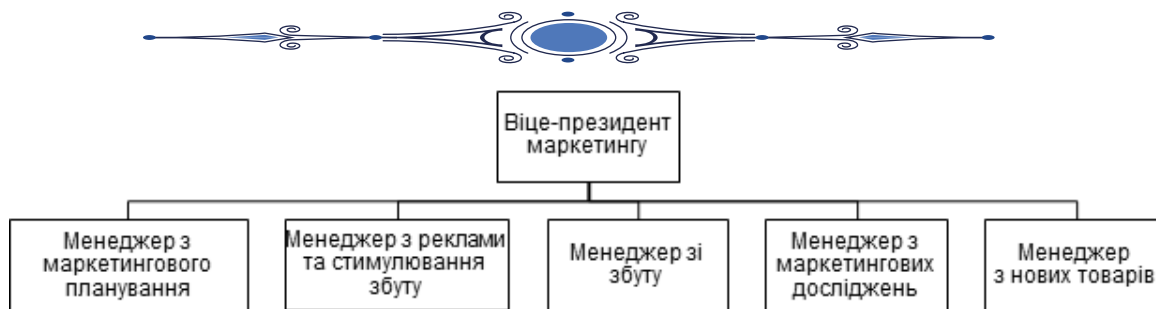 Віце-президент
маркетингу
Менеджер з
маркетингового
планування
Менеджер з реклами
та стимулювання
збуту
Менеджер зі
збуту
Менеджер з
маркетингових
досліджень
Менеджер
з нових товарів